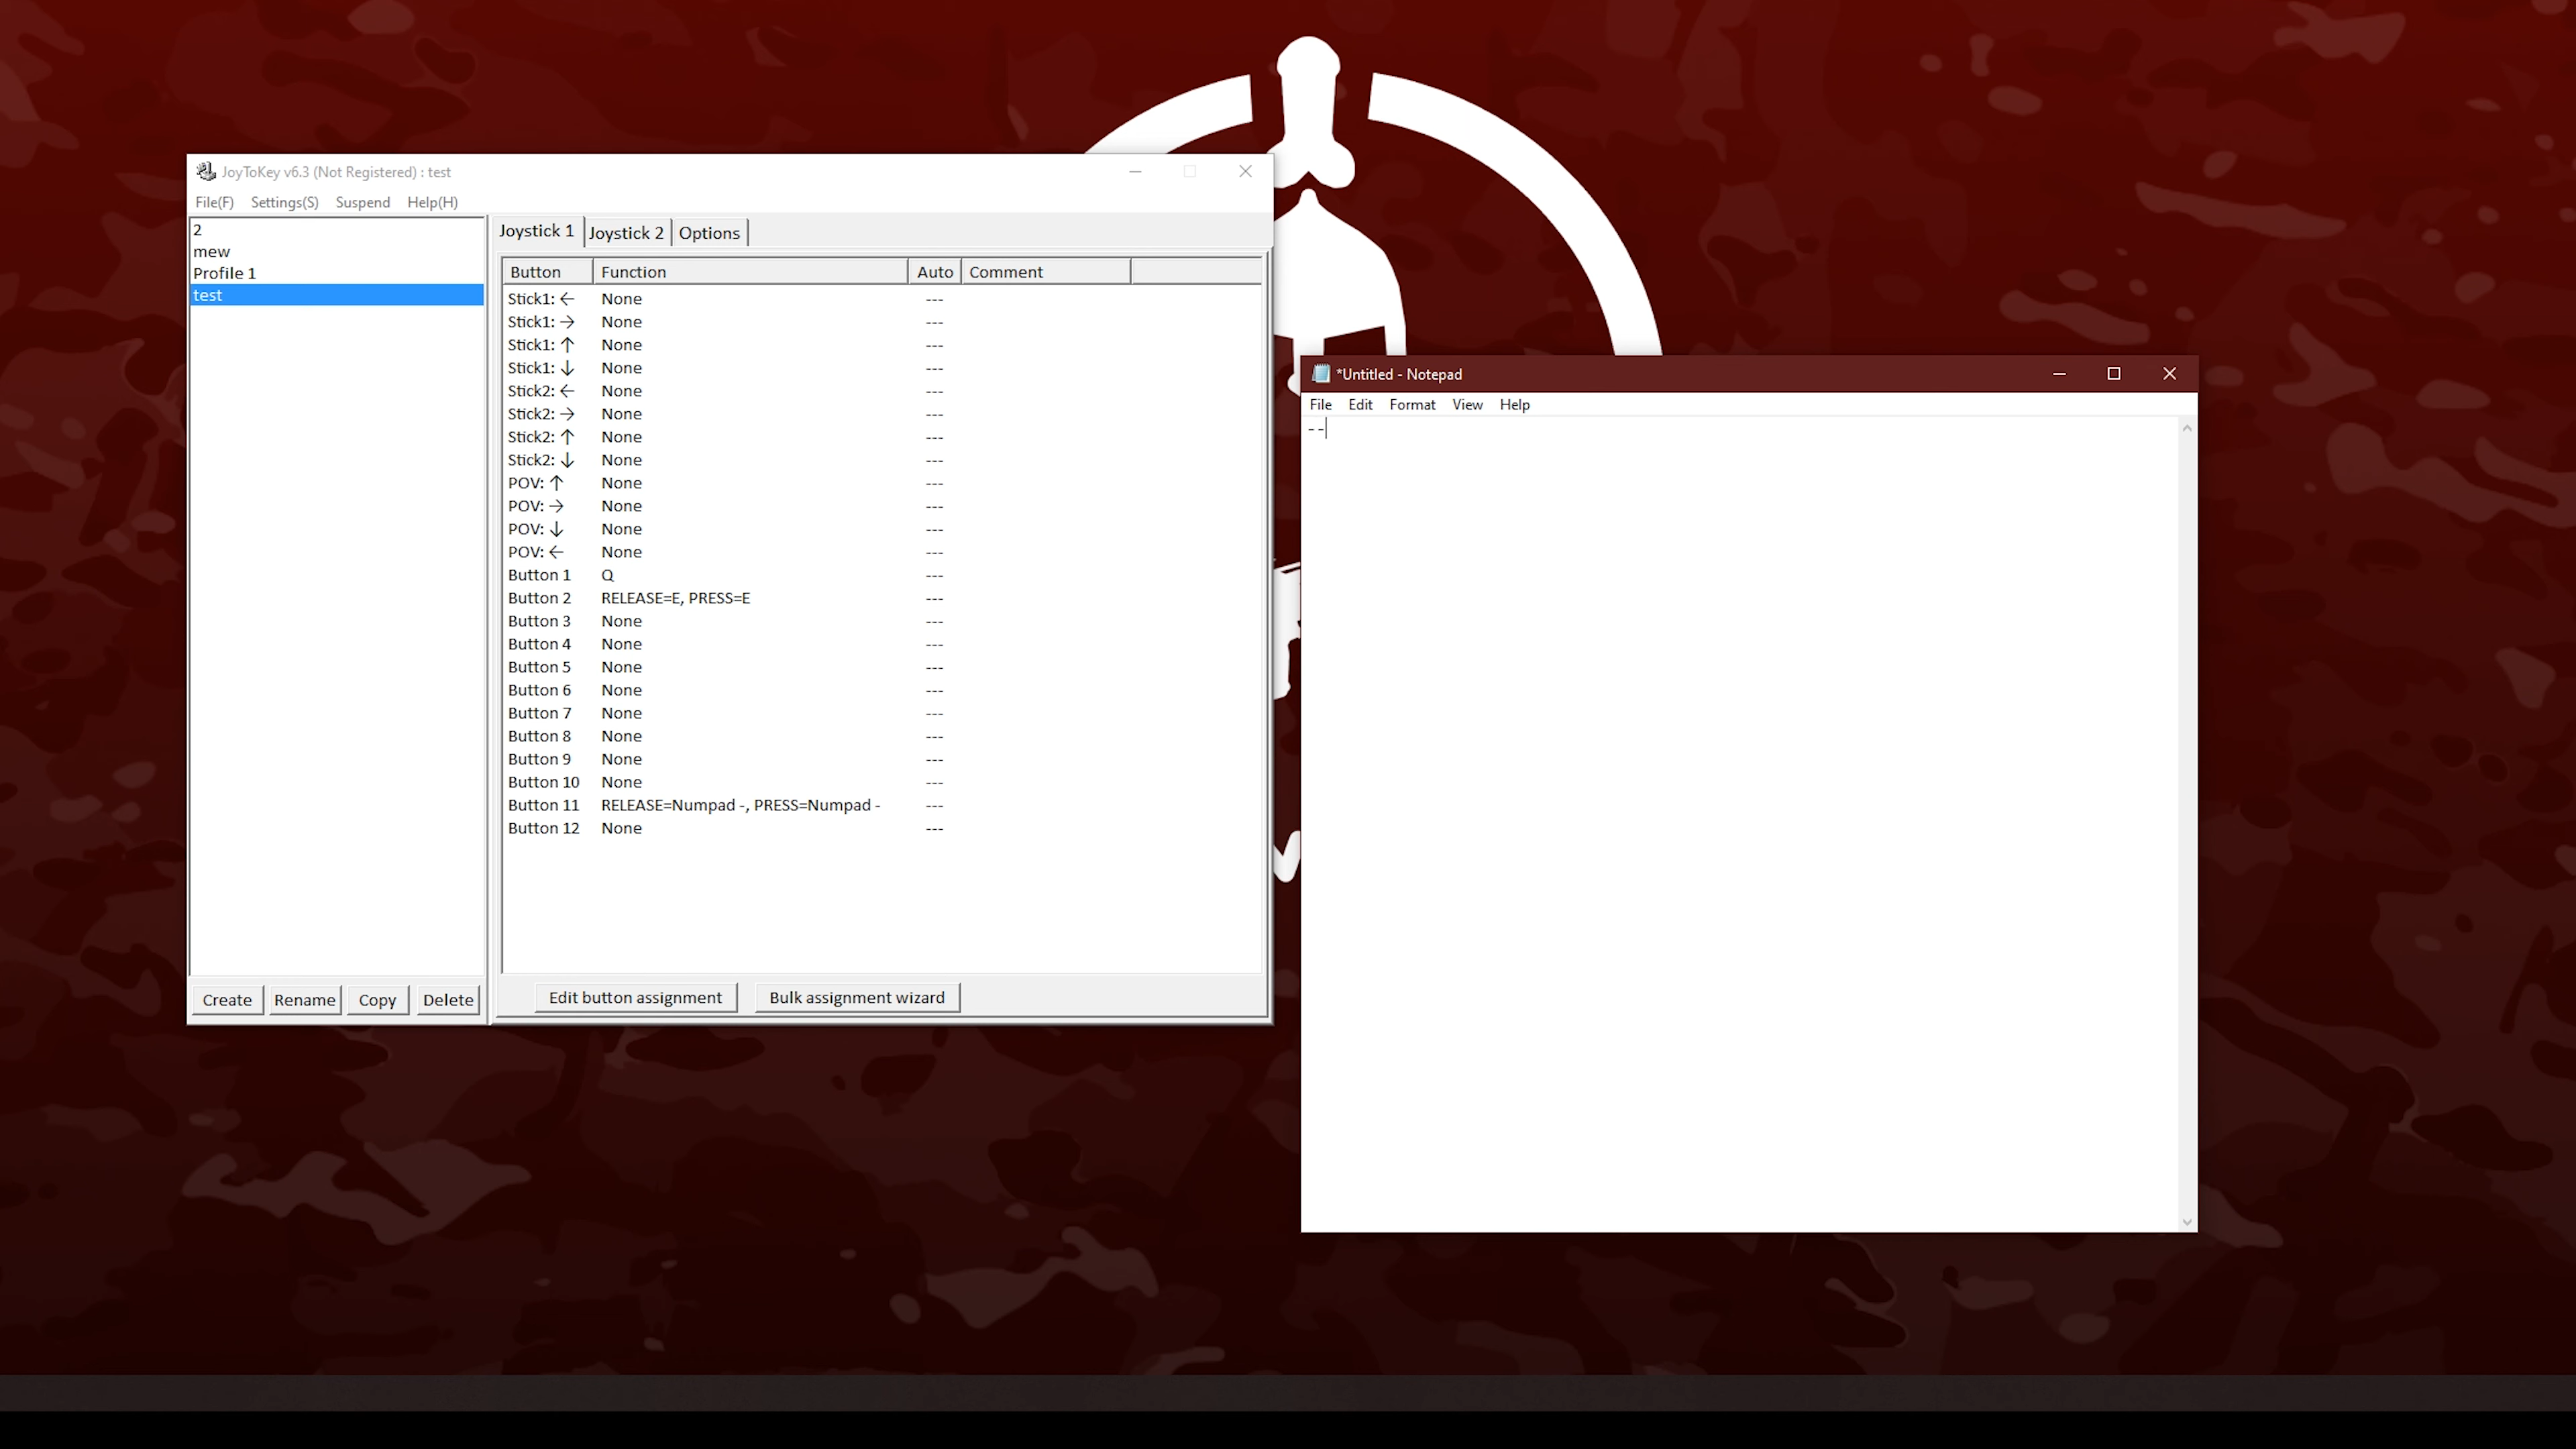 JoyToKey v6.3 (Not Registered) : test
File(F) Settings(S) Suspend Help(H)
2
mew
Profile 1
test
Create Rename Copy Delete
Joystick 1 Joystick 2 Options
Button Function Auto Comment
Stick1: ← None ---
Stick1: → None ---
Stick1: ↑ None ---
Stick1: ↓ None ---
Stick2: ← None ---
Stick2: → None ---
Stick2: ↑ None ---
Stick2: ↓ None ---
POV: ↑ None ---
POV: → None ---
POV: ↓ None ---
POV: ← None ---
Button 1 Q ---
Button 2 RELEASE=E, PRESS=E ---
Button 3 None ---
Button 4 None ---
Button 5 None ---
Button 6 None ---
Button 7 None ---
Button 8 None ---
Button 9 None ---
Button 10 None ---
Button 11 RELEASE=Numpad -, PRESS=Numpad - ---
Button 12 None ---
Edit button assignment Bulk assignment wizard
*Untitled - Notepad
File Edit Format View Help
--